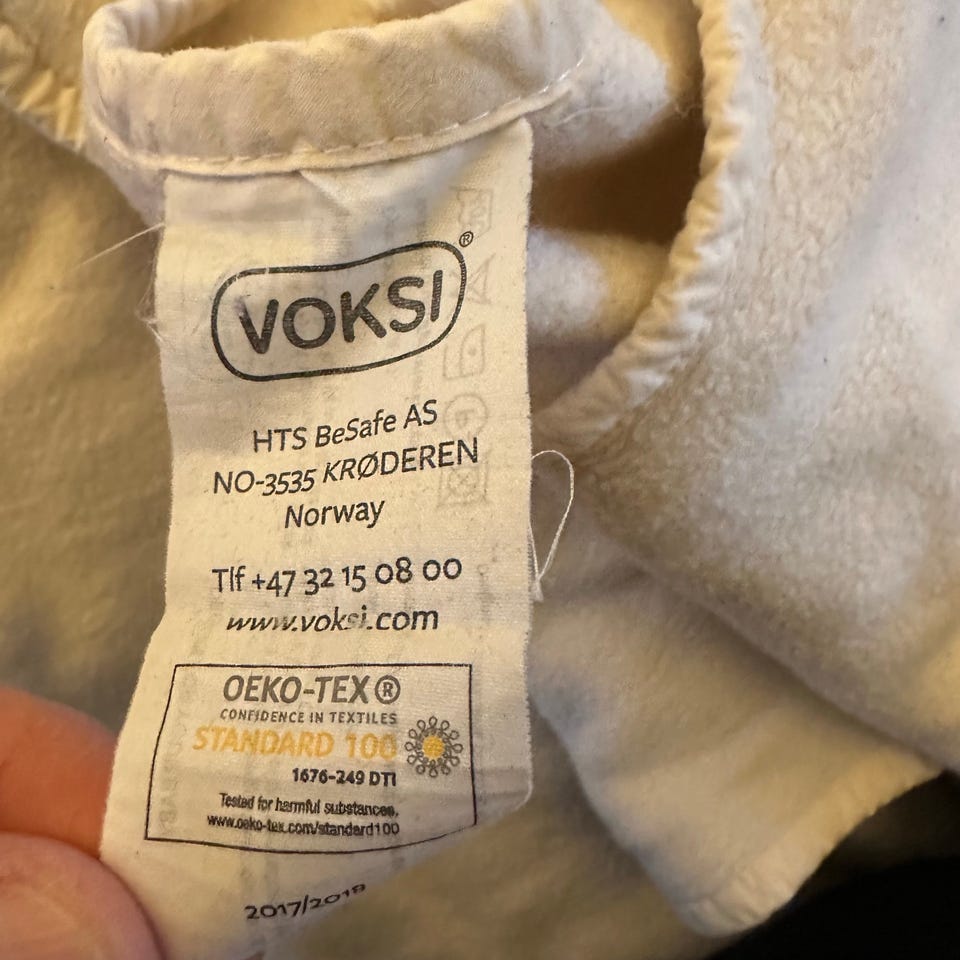 VOKSI®
HTS BeSafe AS
NO-3535 KRØDEREN
Norway
Tlf +47 32 15 08 00
www.voksi.com
OEKO-TEX®
CONFIDENCE IN TEXTILES
STANDARD 100
1676-249 DTI
Tested for harmful substances.
www.oeko-tex.com/standard100
2017/2018